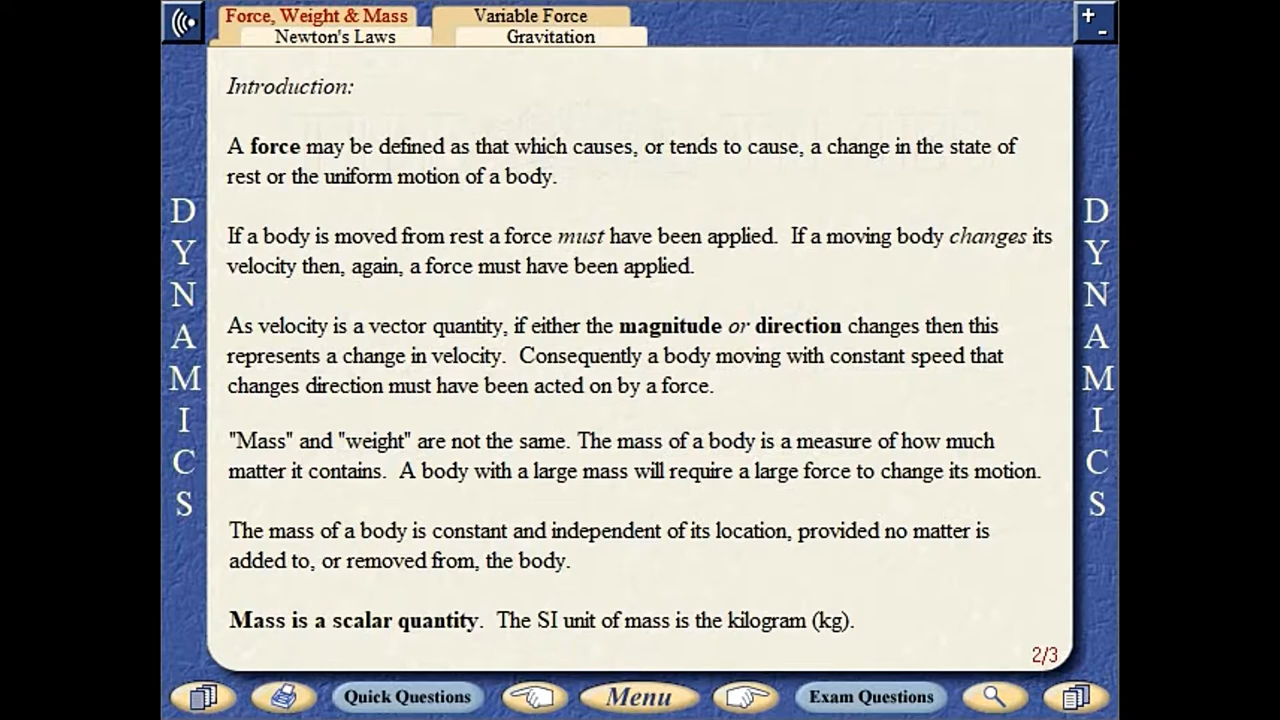 Force, Weight & Mass
Variable Force
Newton's Laws
Gravitation
+
-
Introduction:
A force may be defined as that which causes, or tends to cause, a change in the state of
rest or the uniform motion of a body.
If a body is moved from rest a force must have been applied.  If a moving body changes its
velocity then, again, a force must have been applied.
As velocity is a vector quantity, if either the magnitude or direction changes then this
represents a change in velocity.  Consequently a body moving with constant speed that
changes direction must have been acted on by a force.
"Mass" and "weight" are not the same. The mass of a body is a measure of how much
matter it contains.  A body with a large mass will require a large force to change its motion.
The mass of a body is constant and independent of its location, provided no matter is
added to, or removed from, the body.
Mass is a scalar quantity.  The SI unit of mass is the kilogram (kg).
2/3
DYNAMICS
DYNAMICS
Quick Questions
Menu
Exam Questions